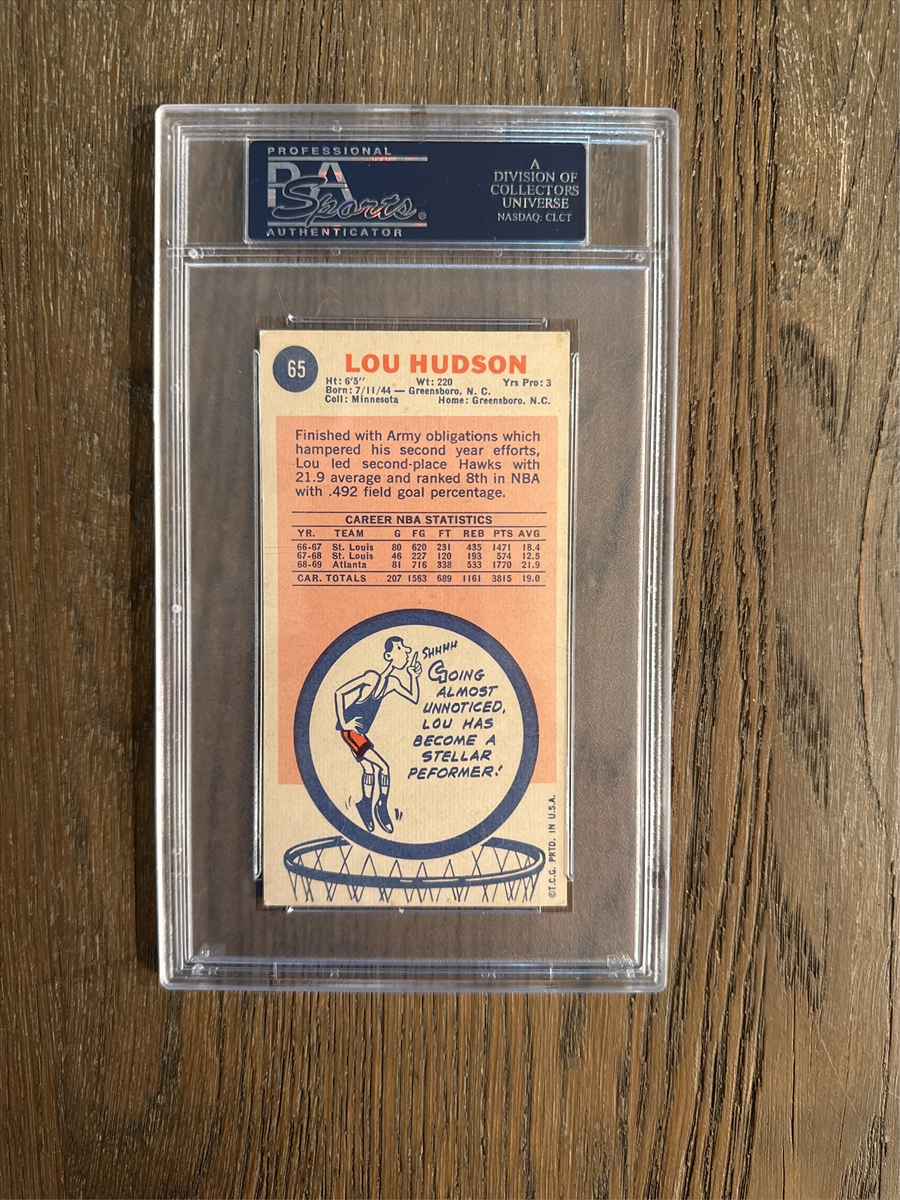 PROFESSIONAL
PSA
Sports®
AUTHENTICATOR
A
DIVISION OF
COLLECTORS
UNIVERSE
NASDAQ: CLCT
65
LOU HUDSON
Ht: 6'5" Wt: 220 Yrs Pro: 3
Born: 7/11/44 — Greensboro, N. C.
Coll: Minnesota Home: Greensboro, N.C.
Finished with Army obligations which
hampered his second year efforts,
Lou led second-place Hawks with
21.9 average and ranked 8th in NBA
with .492 field goal percentage.
CAREER NBA STATISTICS
YR. TEAM G FG FT REB PTS AVG
66-67 St. Louis 80 620 231 435 1471 18.4
67-68 St. Louis 46 227 120 193 574 12.5
68-69 Atlanta 81 716 338 533 1770 21.9
CAR. TOTALS 207 1563 689 1161 3815 19.0
SHHHH
GOING
ALMOST
UNNOTICED,
LOU HAS
BECOME A
STELLAR
PEFORMER!
©T.C.G. PRTD. IN U.S.A.